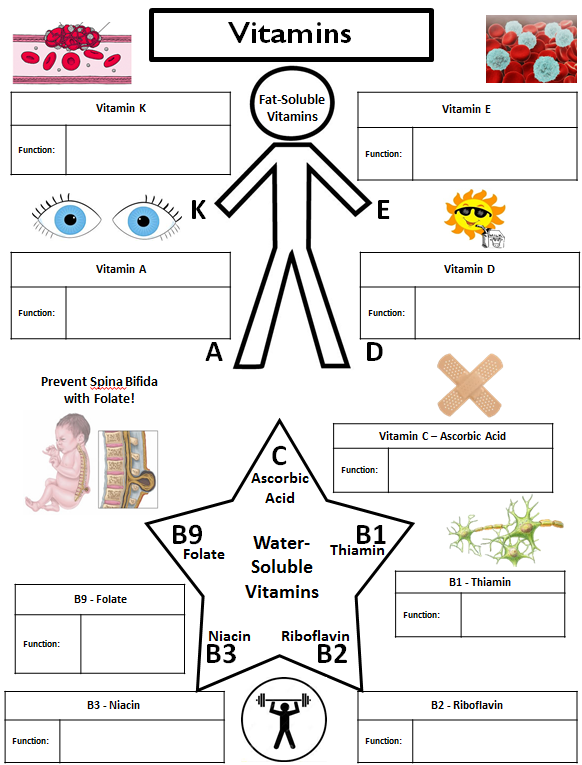 Vitamins
Fat-Soluble
Vitamins
Vitamin K
Function:
Vitamin E
Function:
K
E
Vitamin A
Function:
Vitamin D
Function:
A
D
Prevent Spina Bifida
with Folate!
Vitamin C – Ascorbic Acid
Function:
C
Ascorbic
Acid
B9
Folate
B1
Thiamin
Water-
Soluble
Vitamins
B1 - Thiamin
Function:
B9 - Folate
Function:
Niacin
B3
Riboflavin
B2
B3 - Niacin
Function:
B2 - Riboflavin
Function: